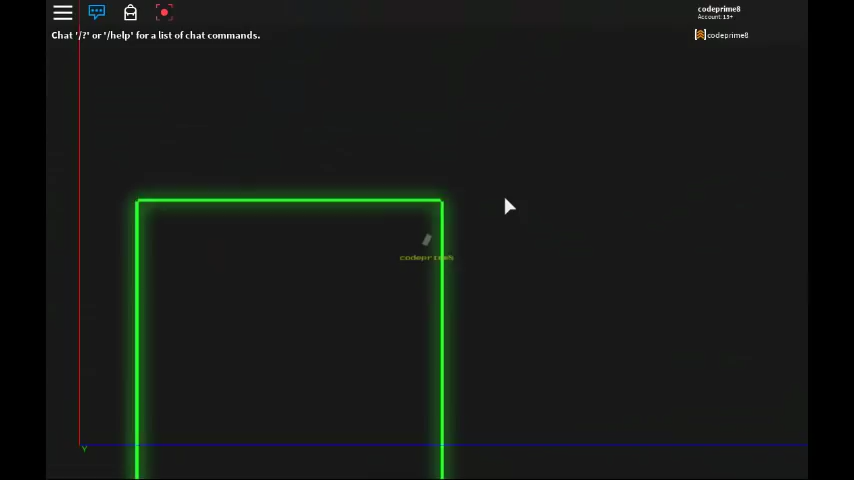 codeprime8
Account: 13+
Chat '/?' or '/help' for a list of chat commands.
codeprime8
codeprime8
Y